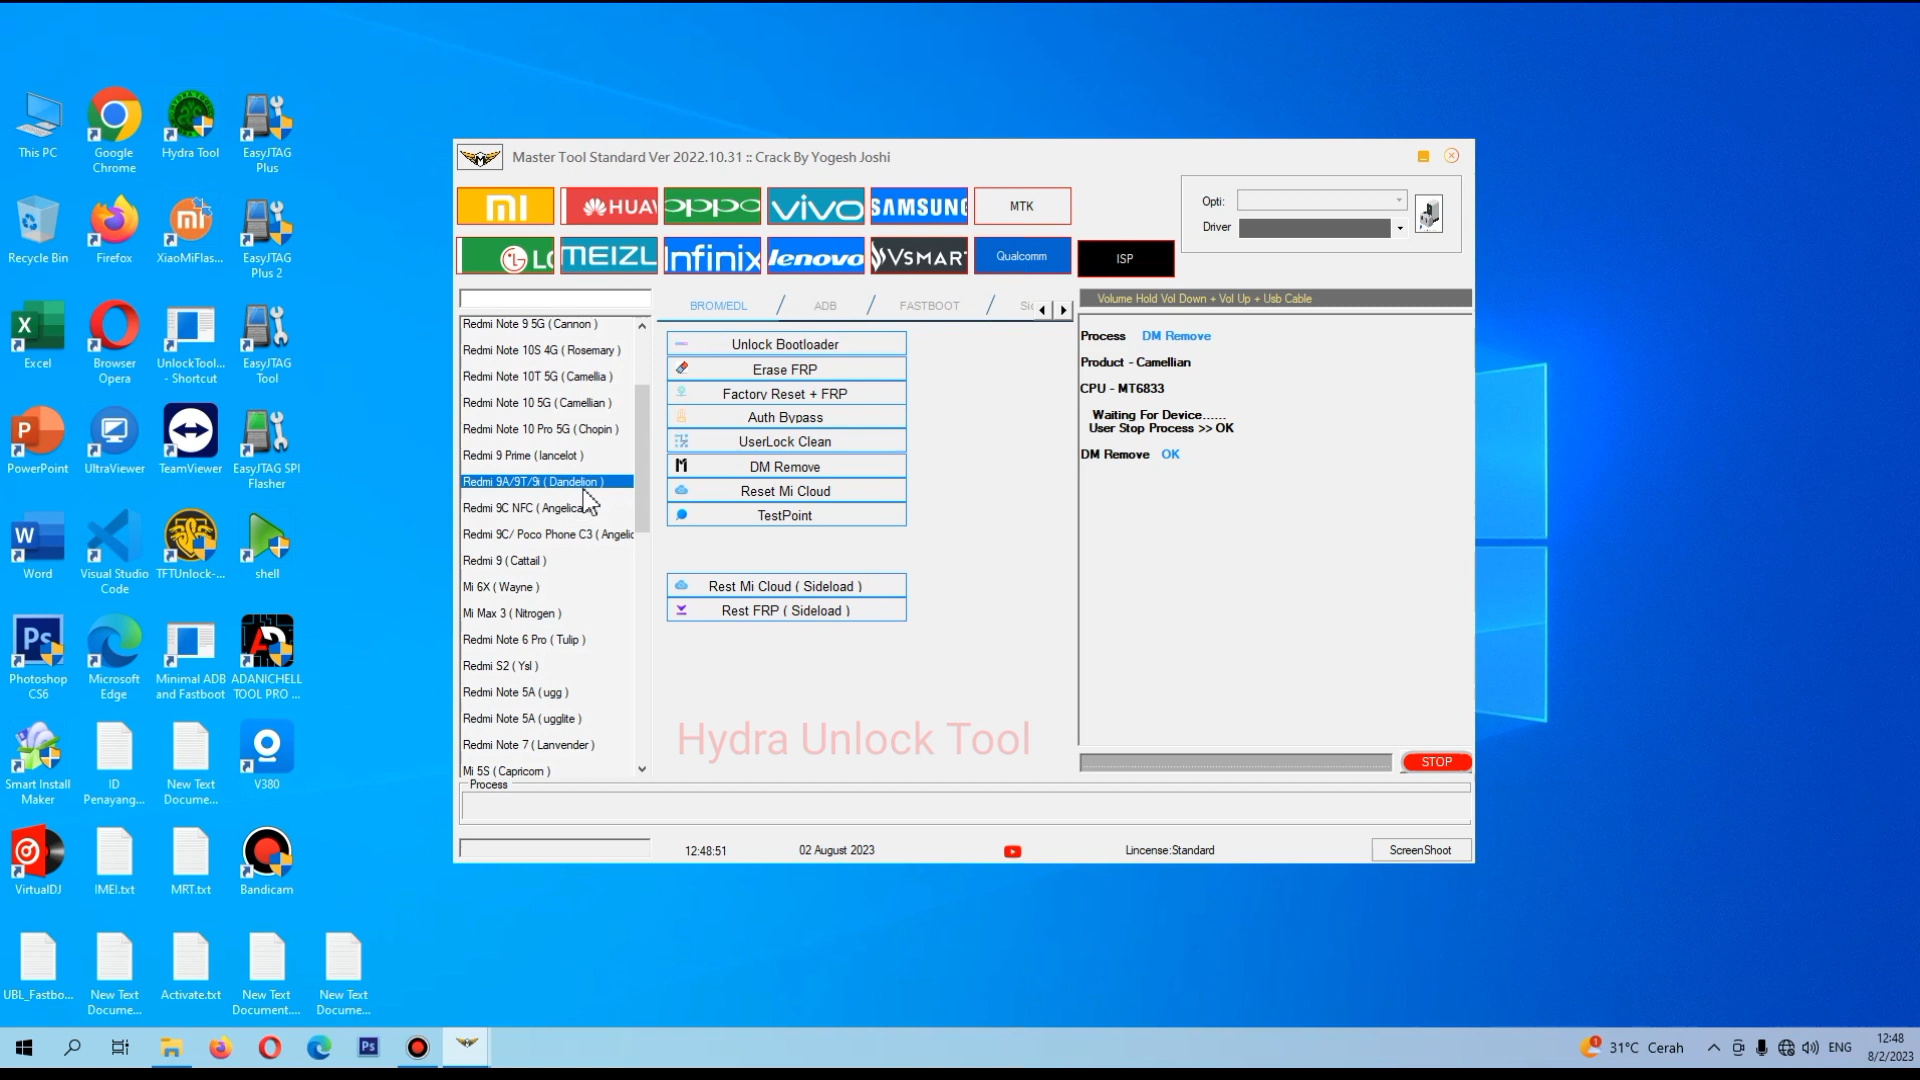 This PC
Google Chrome
Hydra Tool
EasyJTAG Plus
Recycle Bin
Firefox
XiaoMiFlas...
EasyJTAG Plus 2
Excel
Browser Opera
UnlockTool... - Shortcut
EasyJTAG Tool
PowerPoint
UltraViewer
TeamViewer
EasyJTAG SPI Flasher
Word
Visual Studio Code
TFTUnlock-...
shell
Photoshop CS6
Microsoft Edge
Minimal ADB and Fastboot
ADANICHELL TOOL PRO ...
Smart Install Maker
ID Penayang...
New Text Docume...
V380
VirtualDJ
IMEI.txt
MRT.txt
Bandicam
UBL_Fastbo...
New Text Docume...
Activate.txt
New Text Document....
New Text Docume...
Master Tool Standard Ver 2022.10.31 :: Crack By Yogesh Joshi
HUAV
oppo
vivo
SAMSUNG
MTK
LG
MEIZL
Infinix
lenovo
VSMAR
Qualcomm
ISP
Opti:
Driver
BROM/EDL
ADB
FASTBOOT
Volume Hold Vol Down + Vol Up + Usb Cable
Redmi Note 9 5G ( Cannon )
Redmi Note 10S 4G ( Rosemary )
Redmi Note 10T 5G ( Camellia )
Redmi Note 10 5G ( Camellian )
Redmi Note 10 Pro 5G ( Chopin )
Redmi 9 Prime ( lancelot )
Redmi 9A/9T/9i ( Dandelion )
Redmi 9C NFC ( Angelica
Redmi 9C/ Poco Phone C3 ( Angelic
Redmi 9 ( Cattail )
Mi 6X ( Wayne )
Mi Max 3 ( Nitrogen )
Redmi Note 6 Pro ( Tulip )
Redmi S2 ( Ysl )
Redmi Note 5A ( ugg )
Redmi Note 5A ( ugglite )
Redmi Note 7 ( Lanvender )
Mi 5S ( Capricorn )
Unlock Bootloader
Erase FRP
Factory Reset + FRP
Auth Bypass
UserLock Clean
DM Remove
Reset Mi Cloud
TestPoint
Rest Mi Cloud ( Sideload )
Rest FRP ( Sideload )
Hydra Unlock Tool
Process DM Remove
Product - Camellian
CPU - MT6833
Waiting For Device......
User Stop Process >> OK
DM Remove OK
STOP
Process
12:48:51
02 August 2023
Lincense:Standard
ScreenShoot
31°C Cerah
ENG
12:48
8/2/2023